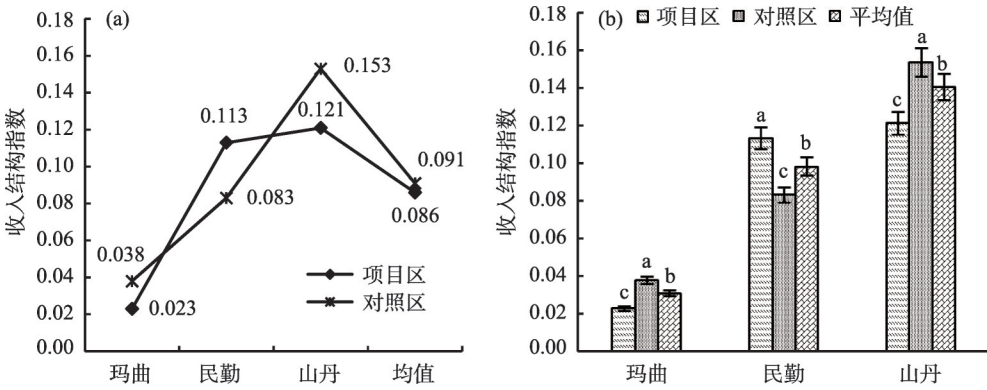 (a)
收入结构指数
0.18
0.16
0.14
0.12
0.10
0.08
0.06
0.04
0.02
0.00
0.038
0.023
0.113
0.083
0.153
0.121
0.091
0.086
项目区
对照区
玛曲 民勤 山丹 均值
(b)
项目区 对照区 平均值
收入结构指数
0.18
0.16
0.14
0.12
0.10
0.08
0.06
0.04
0.02
0.00
c a b
a c b
c a b
玛曲 民勤 山丹